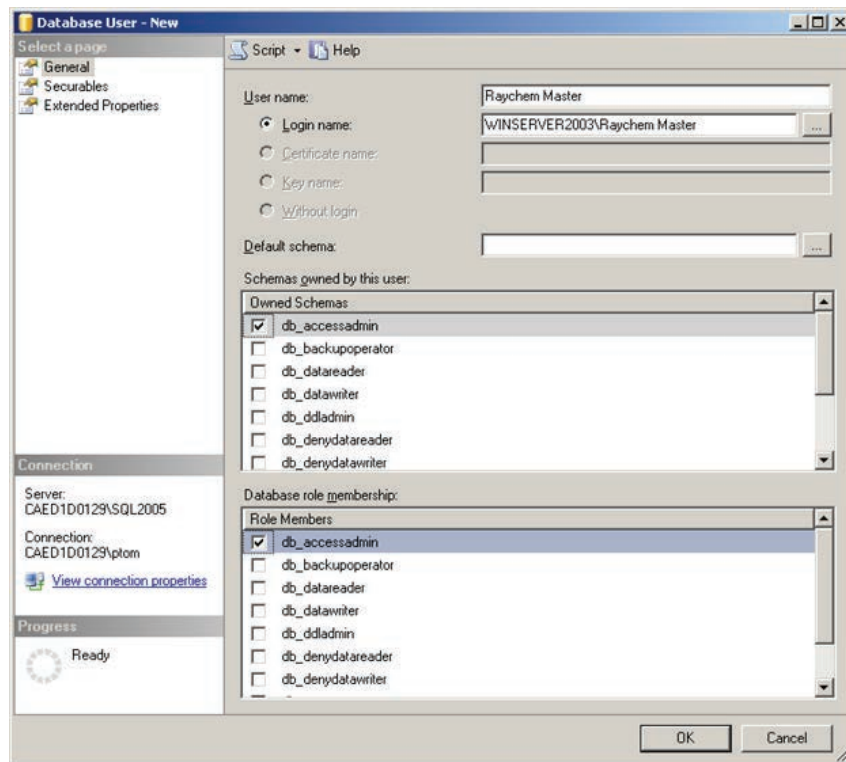 Database User - New
Select a page
General
Securables
Extended Properties
Script
Help
User name:
Raychem Master
Login name:
WINSERVER2003\Raychem Master
...
Certificate name:
Key name:
Without login
Default schema:
...
Schemas owned by this user:
Owned Schemas
db_accessadmin
db_backupoperator
db_datareader
db_datawriter
db_ddladmin
db_denydatareader
db_denydatawriter
Connection
Server:
CAED1D0129\SQL2005
Connection:
CAED1D0129\ptom
View connection properties
Progress
Ready
Database role membership:
Role Members
db_accessadmin
db_backupoperator
db_datareader
db_datawriter
db_ddladmin
db_denydatareader
db_denydatawriter
OK
Cancel